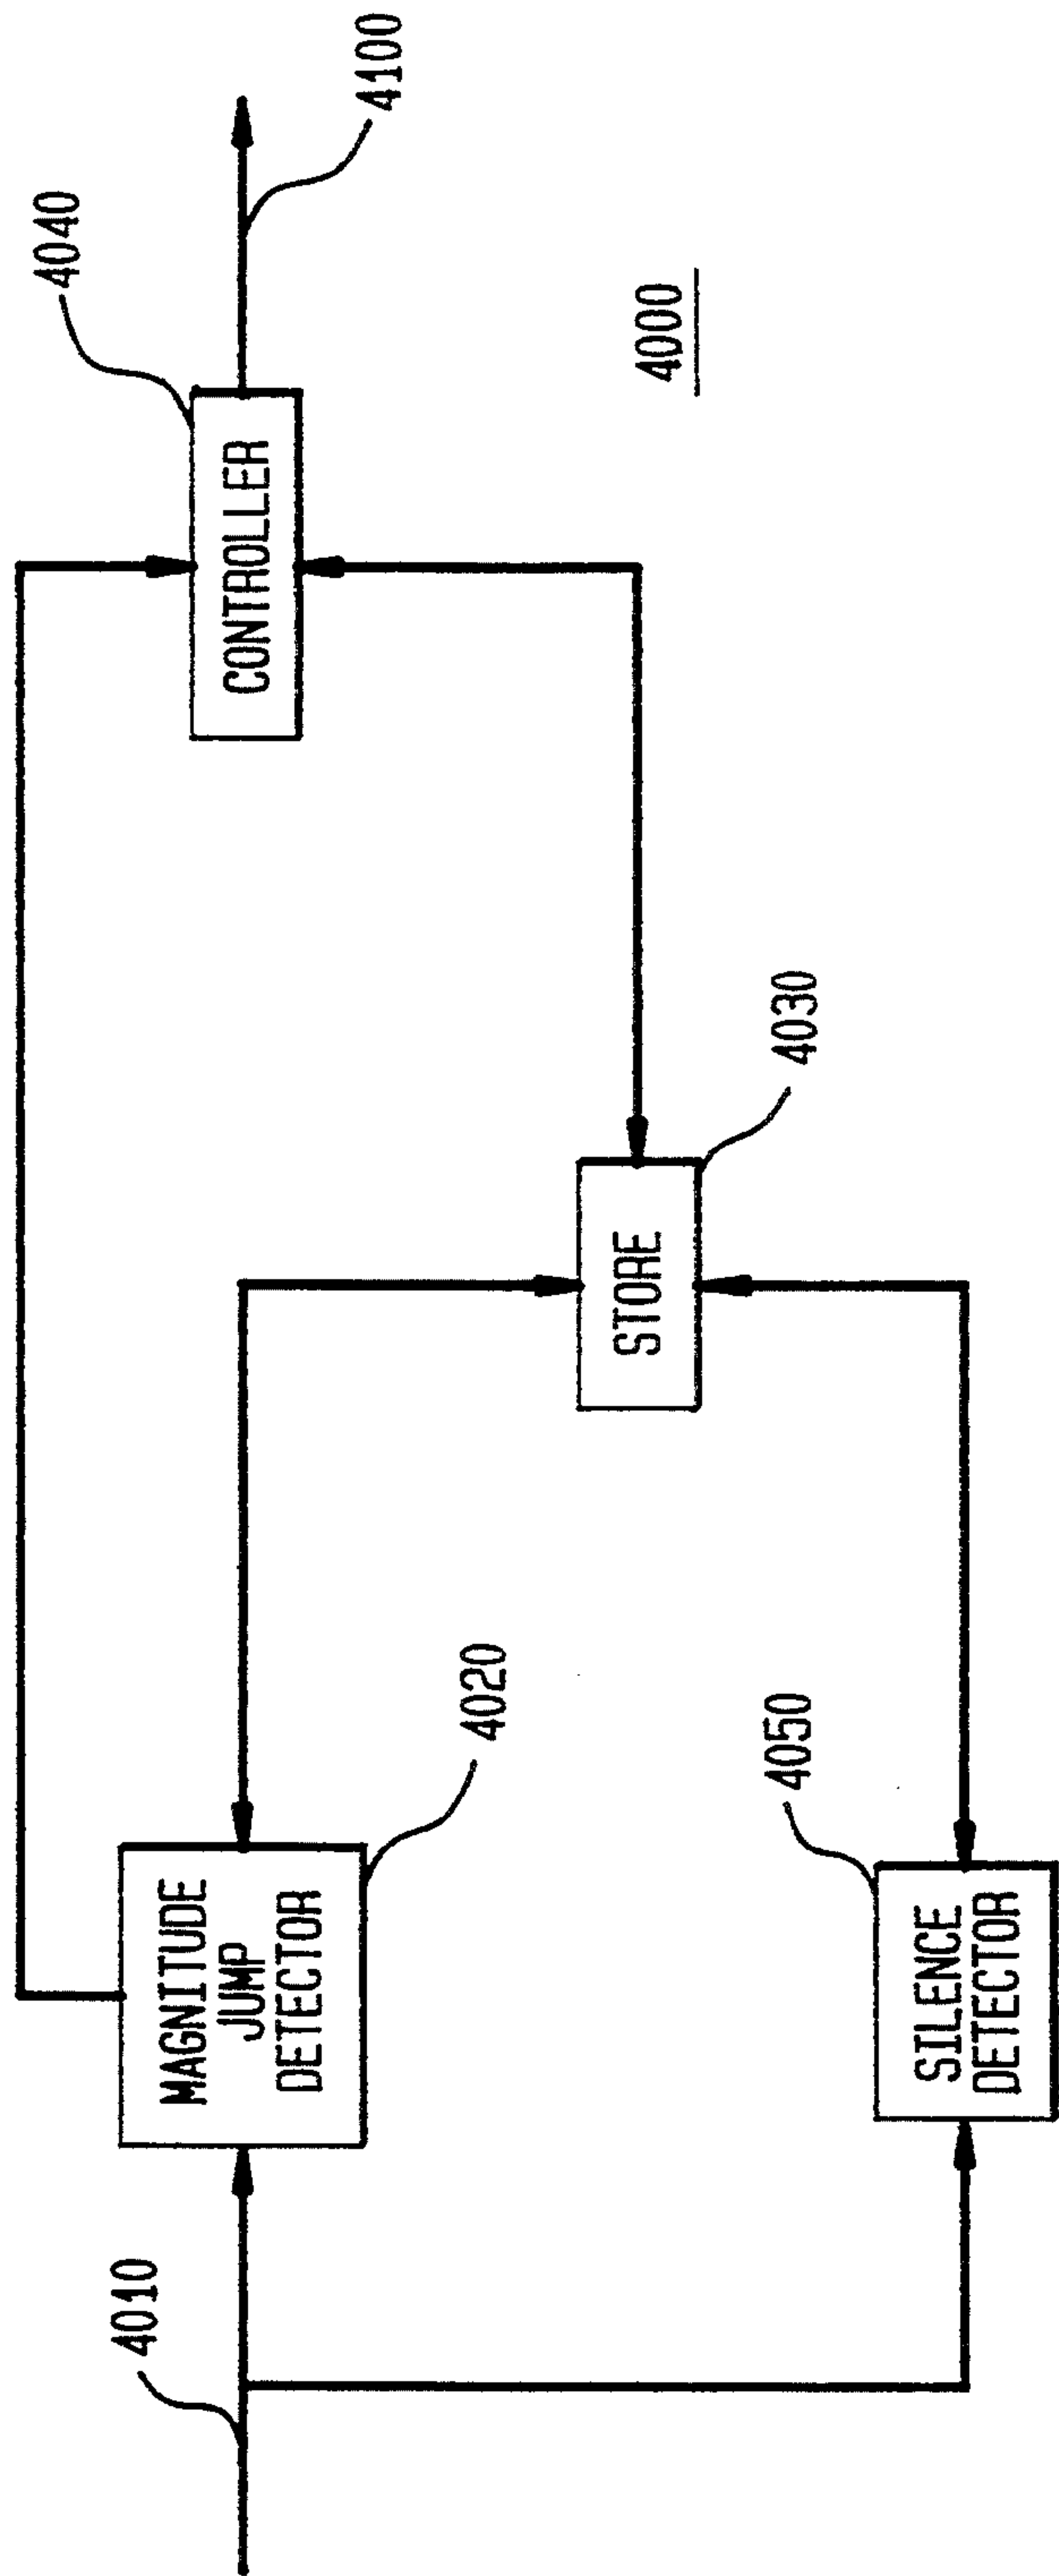 4010
MAGNITUDE
JUMP
DETECTOR
4020
SILENCE
DETECTOR
4050
STORE
4030
CONTROLLER
4040
4100
4000